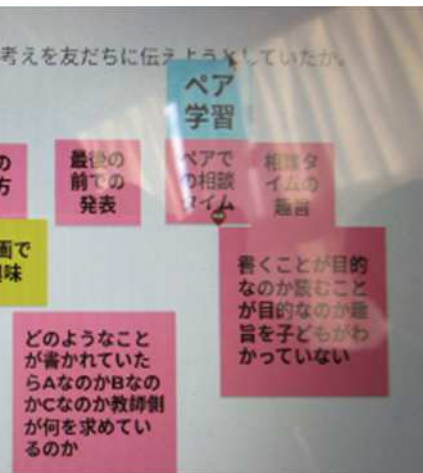 考えを友だちに伝えようとしていたか。
ペア
学習
の
方
最後の
前での
発表
ペアで
の相談
タイム
相談タ
イムの
趣旨
画で
味
書くことが目的
なのか読むこと
が目的なのか趣
旨を子どもがわ
かっていない
どのようなこと
が書かれていた
らAなのかBなの
かCなのか教師側
が何を求めてい
るのか